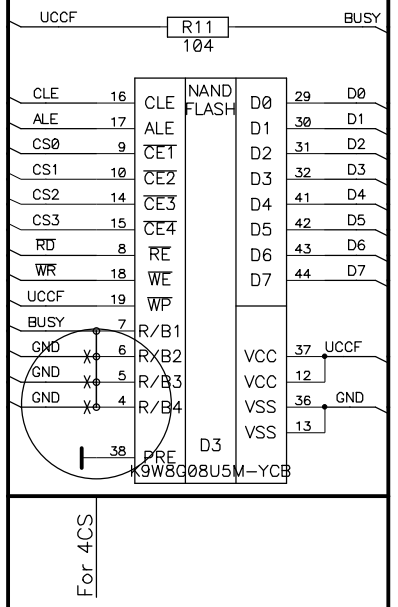 UCCF BUSY
R11
104
NAND
FLASH
CLE 16 CLE D0 29 D0
ALE 17 ALE D1 30 D1
CS0 9 CE1 D2 31 D2
CS1 10 CE2 D3 32 D3
CS2 14 CE3 D4 41 D4
CS3 15 CE4 D5 42 D5
RD 8 RE D6 43 D6
WR 18 WE D7 44 D7
UCCF 19 WP
BUSY 7 R/B1
GND X 6 R/B2 VCC 37 UCCF
GND 5 R/B3 VCC 12
GND X 4 R/B4 VSS 36 GND
VSS 13
38 PRE D3
K9W8G08U5M-YCB
For 4CS